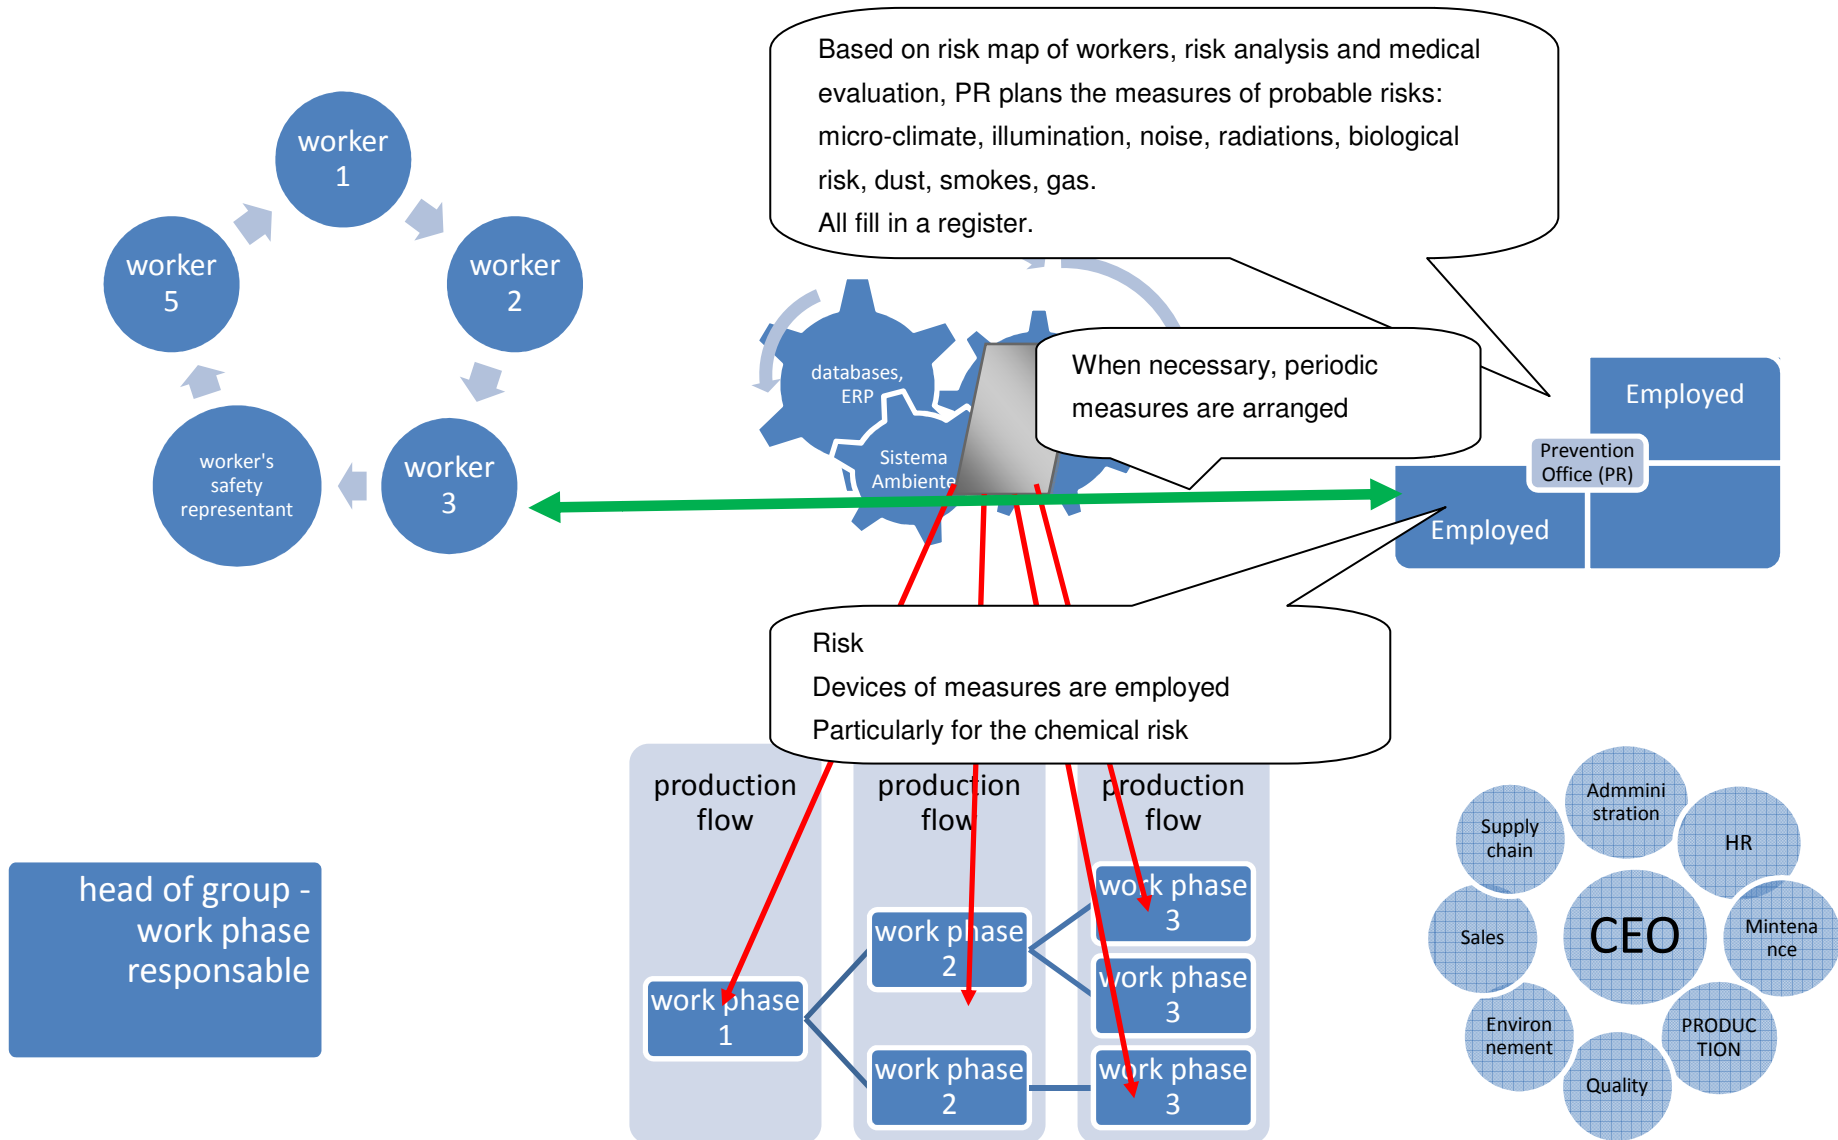 Based on risk map of workers, risk analysis and medical
evaluation, PR plans the measures of probable risks:
micro-climate, illumination, noise, radiations, biological
risk, dust, smokes, gas.
All fill in a register.
worker
1
worker
5
worker
2
worker's
safety
representant
worker
3
databases,
ERP
Sistema
Ambiente
When necessary, periodic
measures are arranged
Employed
Prevention
Office (PR)
Employed
Risk
Devices of measures are employed
Particularly for the chemical risk
production
flow
production
flow
production
flow
work phase
1
work phase
2
work phase
2
work phase
3
work phase
3
work phase
3
head of group -
work phase
responsable
Admmini
stration
HR
Mintena
nce
PRODUC
TION
Quality
Environ
nement
Sales
Supply
chain
CEO